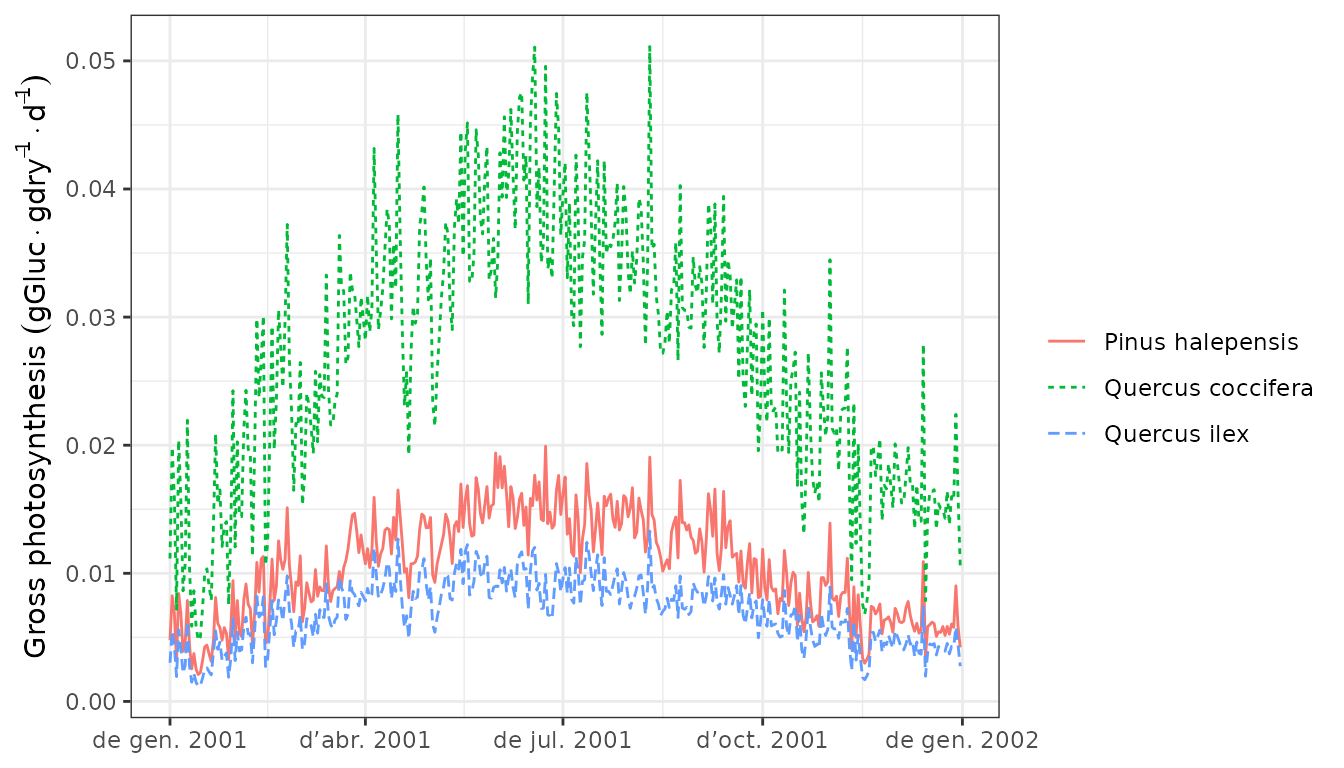 Gross photosynthesis (gGluc · gdry⁻¹ · d⁻¹)
0.05
0.04
0.03
0.02
0.01
0.00
de gen. 2001 d’abr. 2001 de jul. 2001 d’oct. 2001 de gen. 2002
Pinus halepensis
Quercus coccifera
Quercus ilex